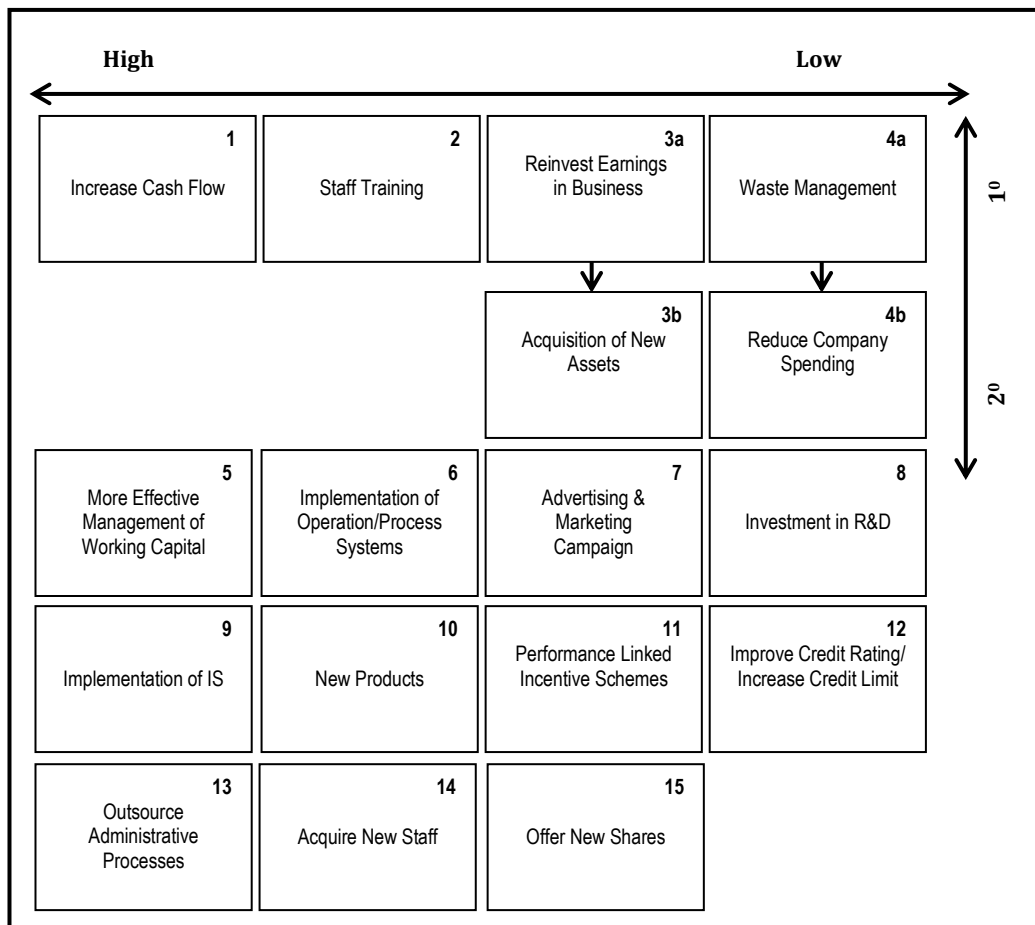 High
Low
1
Increase Cash Flow
2
Staff Training
3a
Reinvest Earnings
in Business
4a
Waste Management
1⁰
3b
Acquisition of New
Assets
4b
Reduce Company
Spending
2⁰
5
More Effective
Management of
Working Capital
6
Implementation of
Operation/Process
Systems
7
Advertising &
Marketing
Campaign
8
Investment in R&D
9
Implementation of IS
10
New Products
11
Performance Linked
Incentive Schemes
12
Improve Credit Rating/
Increase Credit Limit
13
Outsource
Administrative
Processes
14
Acquire New Staff
15
Offer New Shares